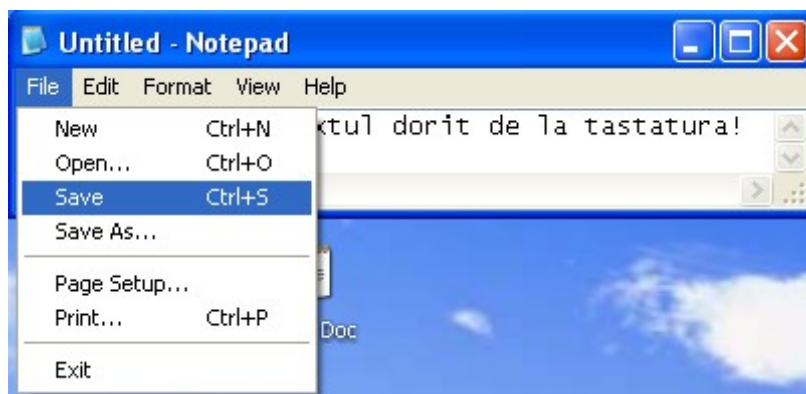 Untitled - Notepad
File Edit Format View Help
New Ctrl+N
dorit de la tastatura!
Open... Ctrl+O
Save Ctrl+S
Save As...
Page Setup...
Print... Ctrl+P
Doc
Exit